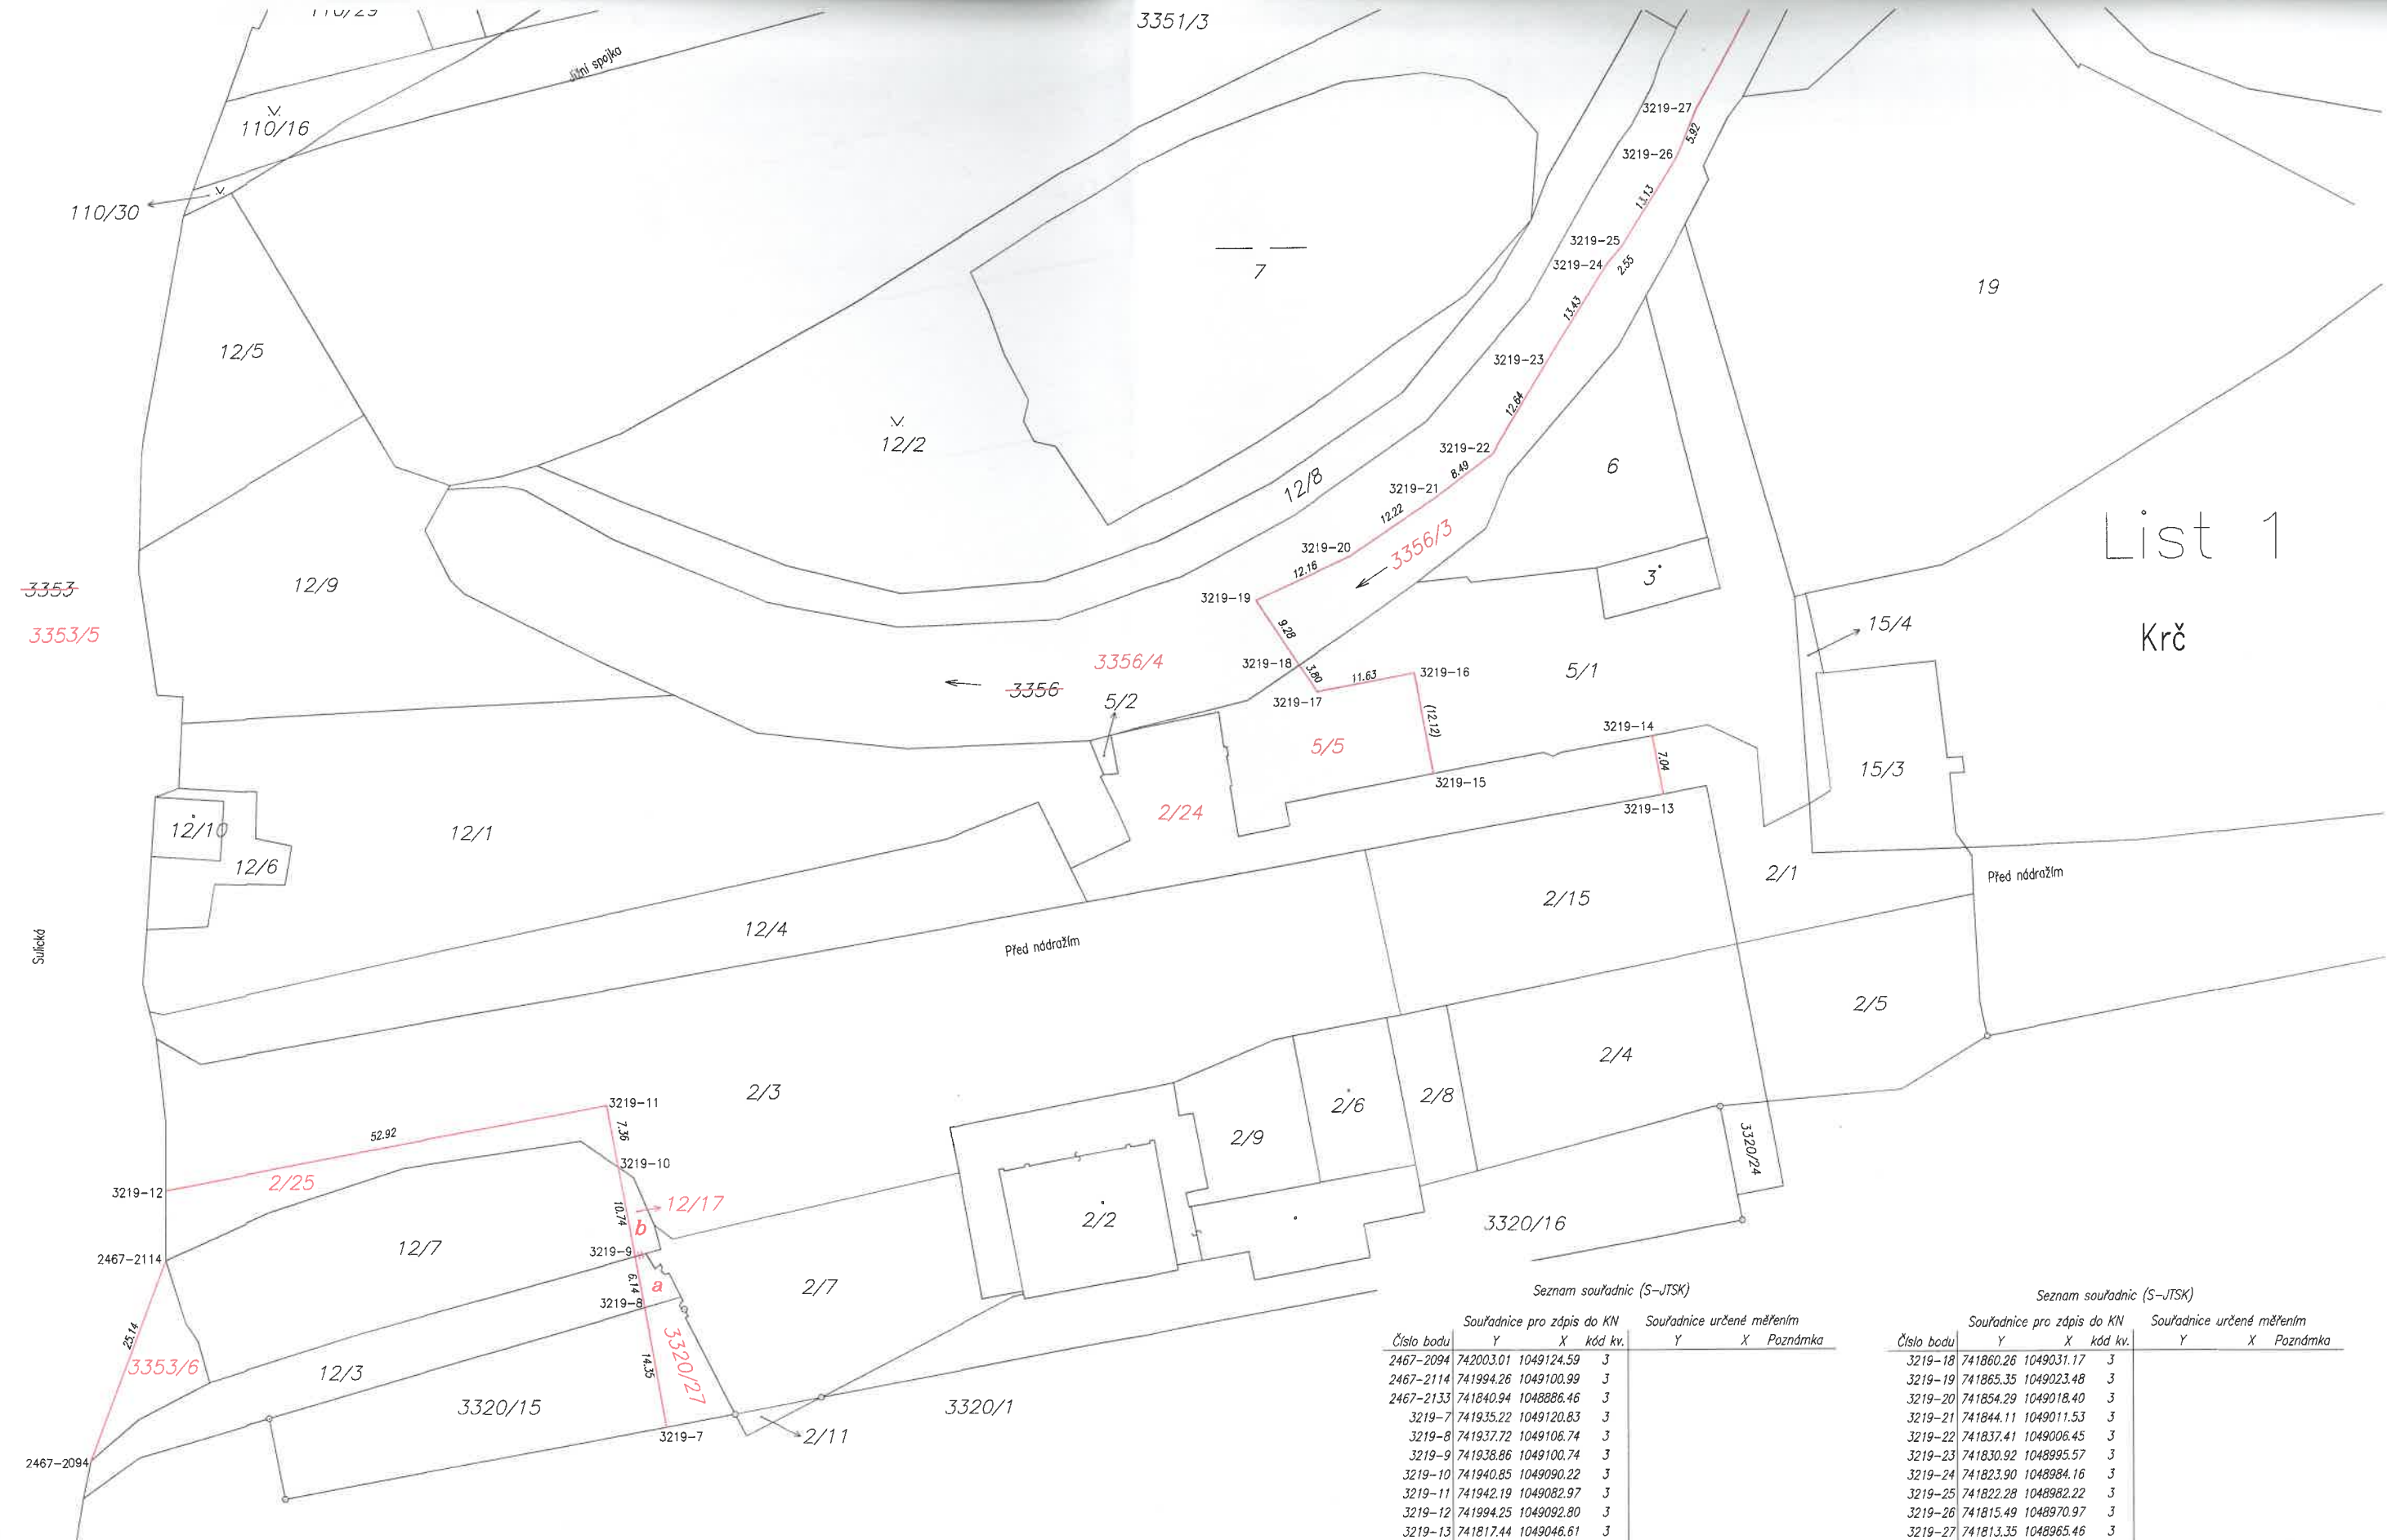 110/29
3351/3
Jižní spojka
110/16
110/30
3219-27
5.92
3219-26
13.13
3219-25
3219-24
2.55
13.43
3219-23
12.64
3219-22
8.49
3219-21
12.22
3219-20
12.16
3219-19
7
19
12/5
12/2
12/8
6
3356/3
List 1
Krč
3353
3353/5
12/9
3
15/4
9.28
3219-18
3.80
3219-17
11.63
3219-16
(12.12)
3219-15
3356/4
3356
5/2
5/1
5/5
3219-14
7.04
3219-13
15/3
2/24
12/10
12/6
12/1
12/4
Sulická
Před nádražím
2/15
2/1
Před nádražím
2/5
2/3
3219-11
52.92
7.36
3219-10
2/25
3219-12
12/17
10.74
b
3219-9
12/7
2467-2114
6.14
a
3219-8
25.14
3353/6
12/3
14.35
3320/27
3320/15
3219-7
2467-2094
2/7
2/2
2/9
2/6
2/8
2/4
3320/24
3320/16
3320/1
2/11
Seznam souřadnic (S-JTSK)
Souřadnice pro zápis do KN Souřadnice určené měřením
Číslo bodu Y X kód kv. Y X Poznámka
2467-2094 742003.01 1049124.59 3
2467-2114 741994.26 1049100.99 3
2467-2133 741840.94 1048886.46 3
3219-7 741935.22 1049120.83 3
3219-8 741937.72 1049106.74 3
3219-9 741938.86 1049100.74 3
3219-10 741940.85 1049090.22 3
3219-11 741942.19 1049082.97 3
3219-12 741994.25 1049092.80 3
3219-13 741817.44 1049046.61 3
Seznam souřadnic (S-JTSK)
Souřadnice pro zápis do KN Souřadnice určené měřením
Číslo bodu Y X kód kv. Y X Poznámka
3219-18 741860.26 1049031.17 3
3219-19 741865.35 1049023.48 3
3219-20 741854.29 1049018.40 3
3219-21 741844.11 1049011.53 3
3219-22 741837.41 1049006.45 3
3219-23 741830.92 1048995.57 3
3219-24 741823.90 1048984.16 3
3219-25 741822.28 1048982.22 3
3219-26 741815.49 1048970.97 3
3219-27 741813.35 1048965.46 3